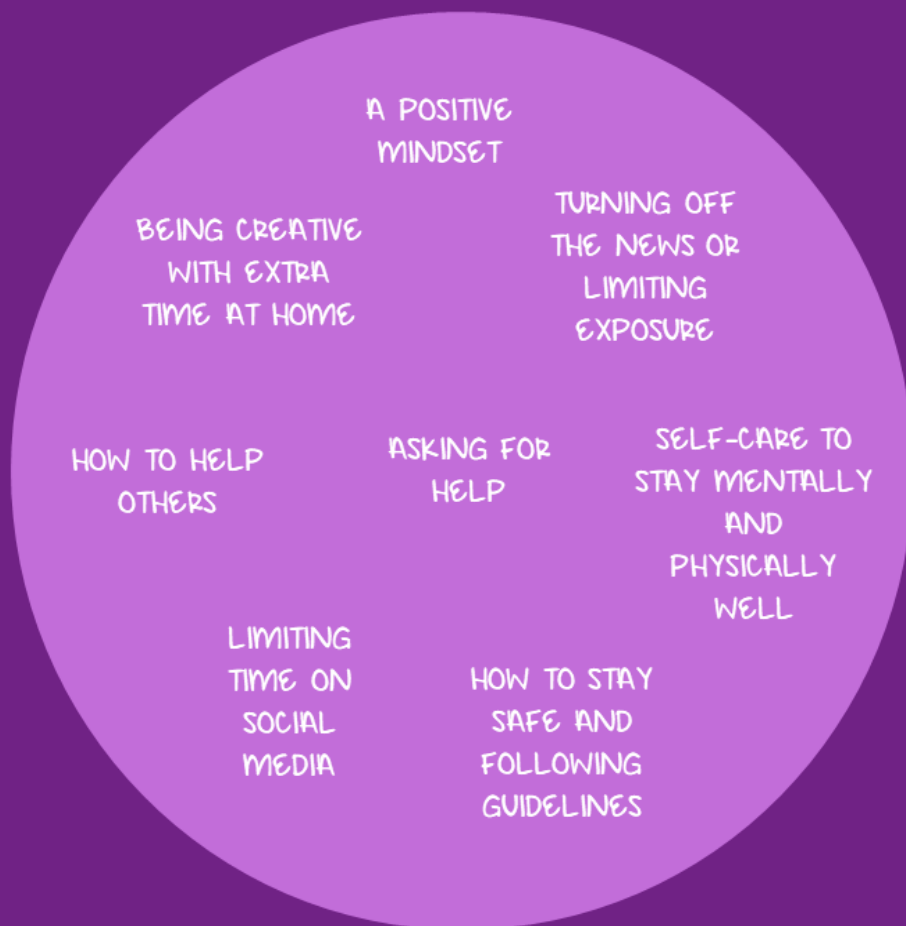 A POSITIVE
MINDSET
BEING CREATIVE
WITH EXTRA
TIME AT HOME
TURNING OFF
THE NEWS OR
LIMITING
EXPOSURE
HOW TO HELP
OTHERS
ASKING FOR
HELP
SELF-CARE TO
STAY MENTALLY
AND
PHYSICALLY
WELL
LIMITING
TIME ON
SOCIAL
MEDIA
HOW TO STAY
SAFE AND
FOLLOWING
GUIDELINES